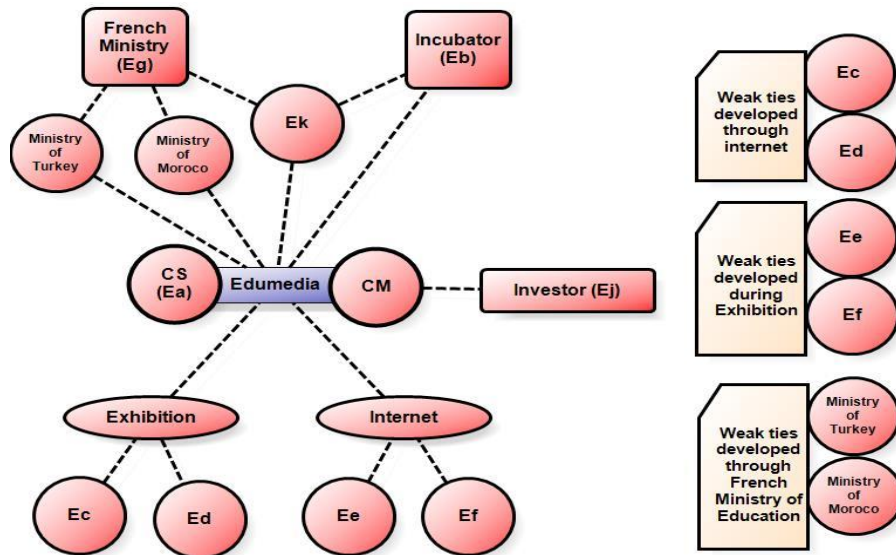 French
Ministry
(Eg)
Incubator
(Eb)
Ek
Ministry
of
Turkey
Ministry
of
Moroco
CS
(Ea)
Edumedia
CM
Investor (Ej)
Exhibition
Internet
Ec
Ed
Ee
Ef
Weak ties
developed
through
internet
Ec
Ed
Weak ties
developed
during
Exhibition
Ee
Ef
Weak ties
developed
through
French
Ministry of
Education
Ministry
of
Turkey
Ministry
of
Moroco